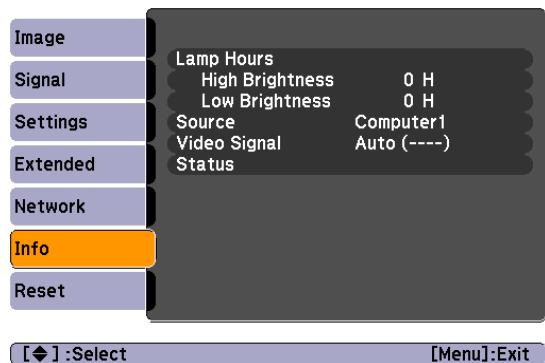 Image
Signal
Settings
Extended
Network
Info
Reset
Lamp Hours
High Brightness 0 H
Low Brightness 0 H
Source Computer1
Video Signal Auto (----)
Status
[◆] :Select [Menu]:Exit